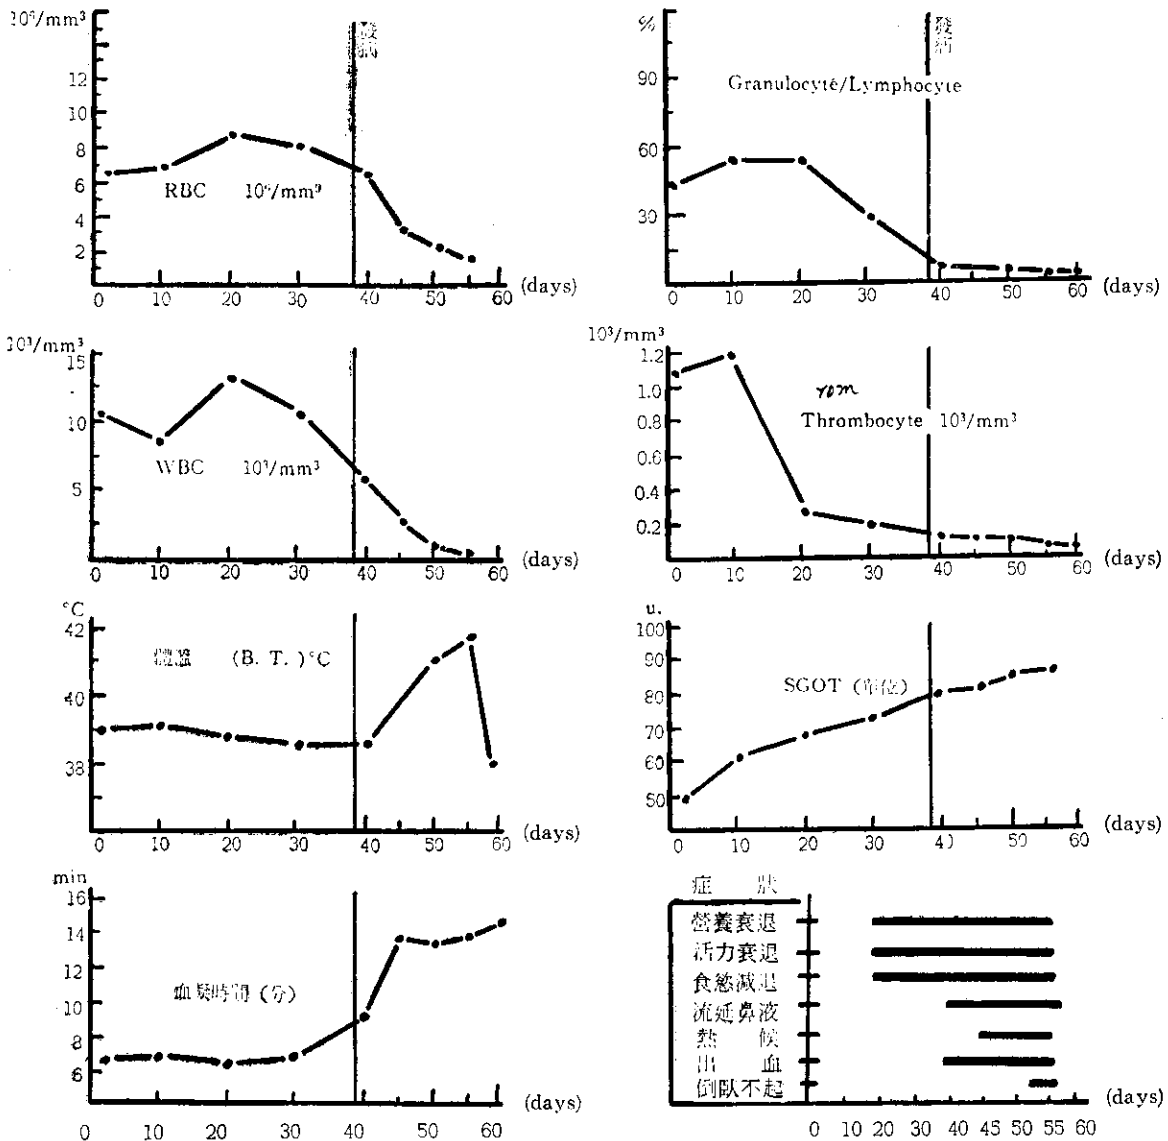 10⁶/mm³
14
12
10
8
6
4
2
RBC 10⁶/mm³
0 10 20 30 40 50 60 (days)
發病
%
90
60
30
Granulocyte/Lymphocyte
0 10 20 30 40 50 60 (days)
發病
10³/mm³
15
10
5
WBC 10³/mm³
0 10 20 30 40 50 60 (days)
10³/mm³
1.2
1.0
0.8
0.6
0.4
0.2
rom
Thrombocyte 10³/mm³
0 10 20 30 40 50 60 (days)
°C
42
40
38
體溫 (B. T.)°C
0 10 20 30 40 50 60 (days)
u.
100
90
80
70
60
50
SGOT (單位)
0 10 20 30 40 50 60 (days)
min
16
14
12
10
8
6
血凝時間 (分)
0 10 20 30 40 50 60 (days)
症 狀
營養衰退
活力衰退
食慾減退
流延鼻液
熱 候
出 血
倒臥不起
0 10 20 40 45 50 55 60 (days)